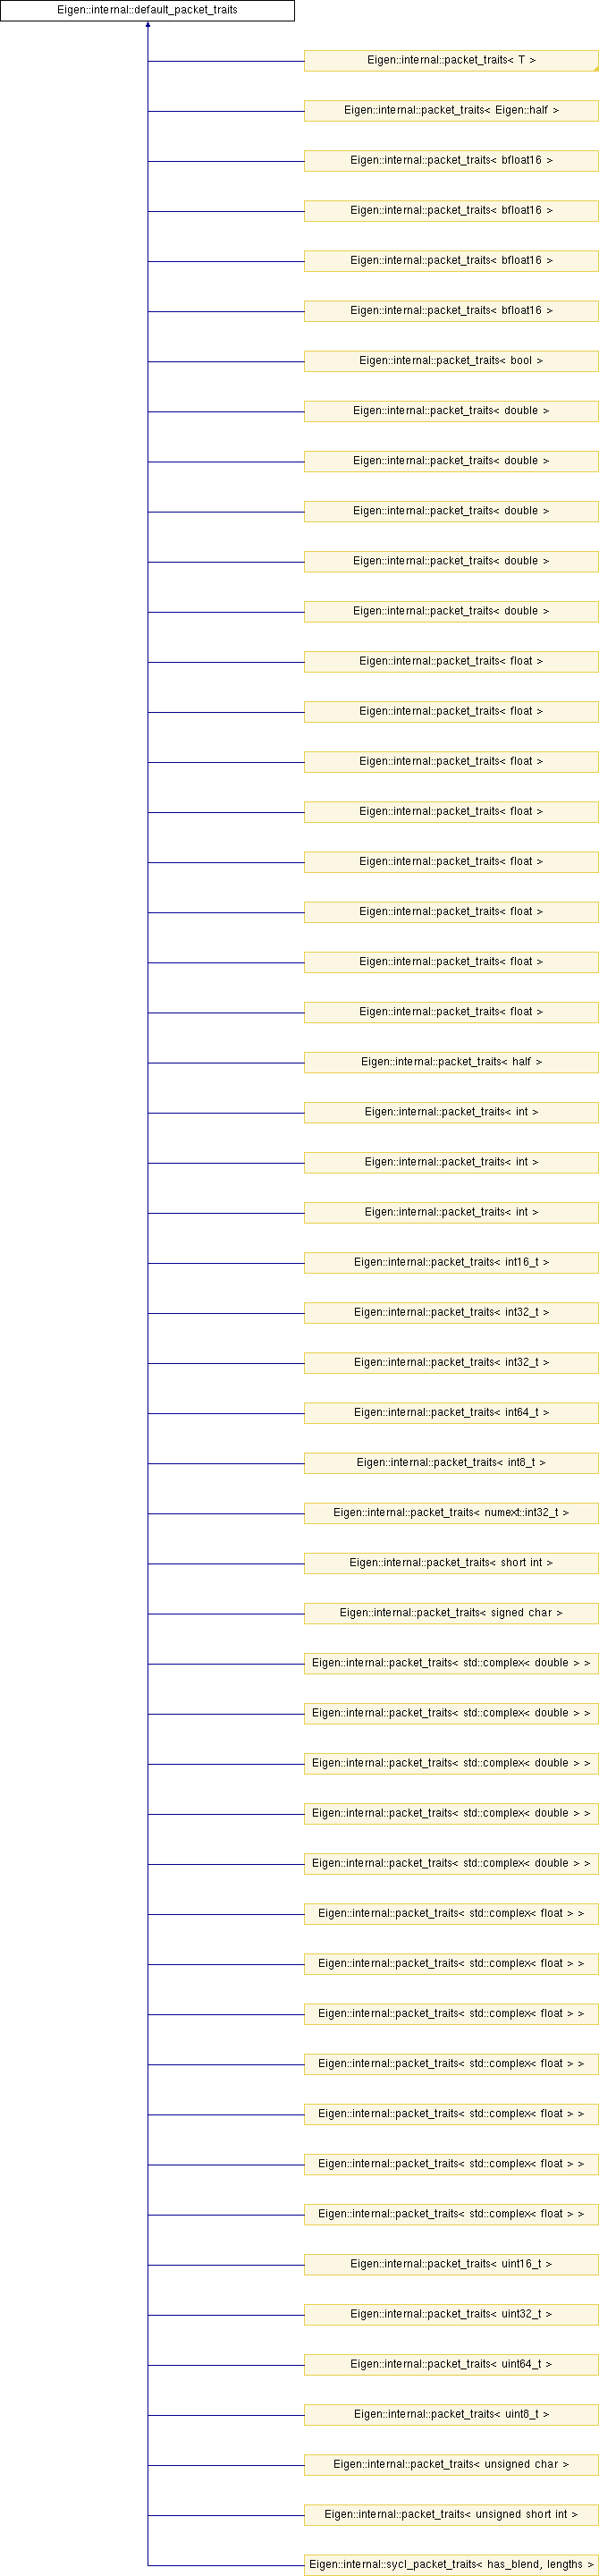 Eigen::internal::default_packet_traits
Eigen::internal::packet_traits< T >
Eigen::internal::packet_traits< Eigen::half >
Eigen::internal::packet_traits< bfloat16 >
Eigen::internal::packet_traits< bfloat16 >
Eigen::internal::packet_traits< bfloat16 >
Eigen::internal::packet_traits< bfloat16 >
Eigen::internal::packet_traits< bool >
Eigen::internal::packet_traits< double >
Eigen::internal::packet_traits< double >
Eigen::internal::packet_traits< double >
Eigen::internal::packet_traits< double >
Eigen::internal::packet_traits< double >
Eigen::internal::packet_traits< float >
Eigen::internal::packet_traits< float >
Eigen::internal::packet_traits< float >
Eigen::internal::packet_traits< float >
Eigen::internal::packet_traits< float >
Eigen::internal::packet_traits< float >
Eigen::internal::packet_traits< float >
Eigen::internal::packet_traits< float >
Eigen::internal::packet_traits< half >
Eigen::internal::packet_traits< int >
Eigen::internal::packet_traits< int >
Eigen::internal::packet_traits< int >
Eigen::internal::packet_traits< int16_t >
Eigen::internal::packet_traits< int32_t >
Eigen::internal::packet_traits< int32_t >
Eigen::internal::packet_traits< int64_t >
Eigen::internal::packet_traits< int8_t >
Eigen::internal::packet_traits< numext::int32_t >
Eigen::internal::packet_traits< short int >
Eigen::internal::packet_traits< signed char >
Eigen::internal::packet_traits< std::complex< double > >
Eigen::internal::packet_traits< std::complex< double > >
Eigen::internal::packet_traits< std::complex< double > >
Eigen::internal::packet_traits< std::complex< double > >
Eigen::internal::packet_traits< std::complex< double > >
Eigen::internal::packet_traits< std::complex< float > >
Eigen::internal::packet_traits< std::complex< float > >
Eigen::internal::packet_traits< std::complex< float > >
Eigen::internal::packet_traits< std::complex< float > >
Eigen::internal::packet_traits< std::complex< float > >
Eigen::internal::packet_traits< std::complex< float > >
Eigen::internal::packet_traits< std::complex< float > >
Eigen::internal::packet_traits< uint16_t >
Eigen::internal::packet_traits< uint32_t >
Eigen::internal::packet_traits< uint64_t >
Eigen::internal::packet_traits< uint8_t >
Eigen::internal::packet_traits< unsigned char >
Eigen::internal::packet_traits< unsigned short int >
Eigen::internal::sycl_packet_traits< has_blend, lengths >